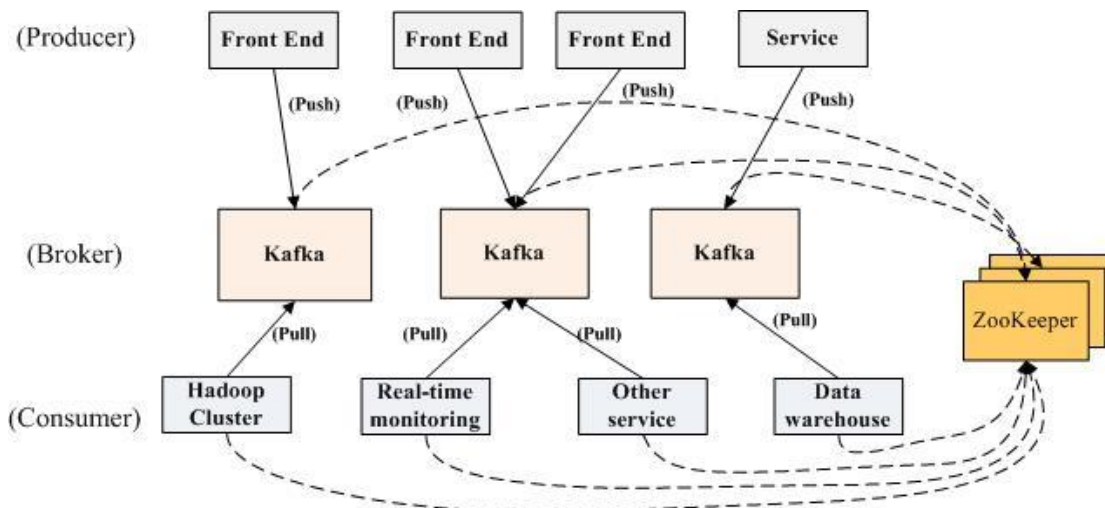 (Producer)
Front End
Front End
Front End
Service
(Push)
(Push)
(Push)
(Push)
(Broker)
Kafka
Kafka
Kafka
ZooKeeper
(Pull)
(Pull)
(Pull)
(Pull)
(Consumer)
Hadoop
Cluster
Real-time
monitoring
Other
service
Data
warehouse